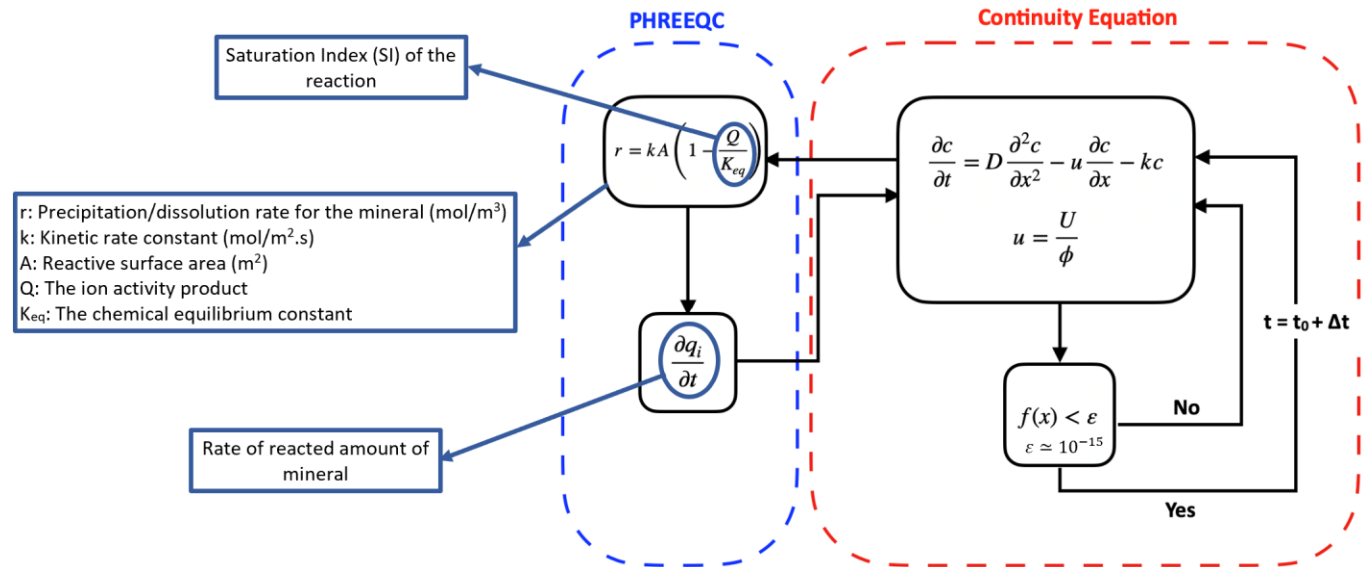 PHREEQC
Continuity Equation
Saturation Index (SI) of the
reaction
r = kA ( 1 - Q/K_eq )
∂c/∂t = D ∂²c/∂x² - u ∂c/∂x - kc
u = U/ϕ
r: Precipitation/dissolution rate for the mineral (mol/m³)
k: Kinetic rate constant (mol/m².s)
A: Reactive surface area (m²)
Q: The ion activity product
Keq: The chemical equilibrium constant
t = t₀ + Δt
∂qᵢ/∂t
f(x) < ε
ε ≃ 10⁻¹⁵
No
Yes
Rate of reacted amount of
mineral